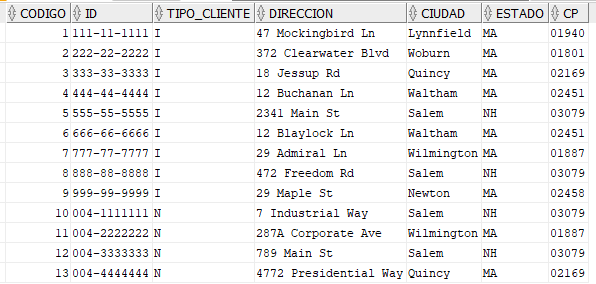 CODIGO ID TIPO_CLIENTE DIRECCION CIUDAD ESTADO CP
1 111-11-1111 I 47 Mockingbird Ln Lynnfield MA 01940
2 222-22-2222 I 372 Clearwater Blvd Woburn MA 01801
3 333-33-3333 I 18 Jessup Rd Quincy MA 02169
4 444-44-4444 I 12 Buchanan Ln Waltham MA 02451
5 555-55-5555 I 2341 Main St Salem NH 03079
6 666-66-6666 I 12 Blaylock Ln Waltham MA 02451
7 777-77-7777 I 29 Admiral Ln Wilmington MA 01887
8 888-88-8888 I 472 Freedom Rd Salem NH 03079
9 999-99-9999 I 29 Maple St Newton MA 02458
10 004-1111111 N 7 Industrial Way Salem NH 03079
11 004-2222222 N 287A Corporate Ave Wilmington MA 01887
12 004-3333333 N 789 Main St Salem NH 03079
13 004-4444444 N 4772 Presidential Way Quincy MA 02169